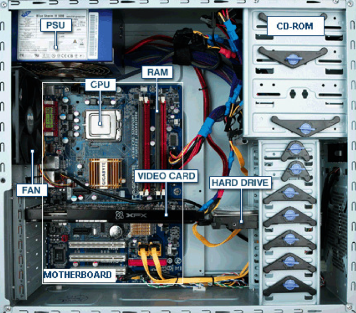 PSU
CD-ROM
CPU
RAM
GIGABYTE
FAN
VIDEO CARD
HARD DRIVE
XFX
MOTHERBOARD